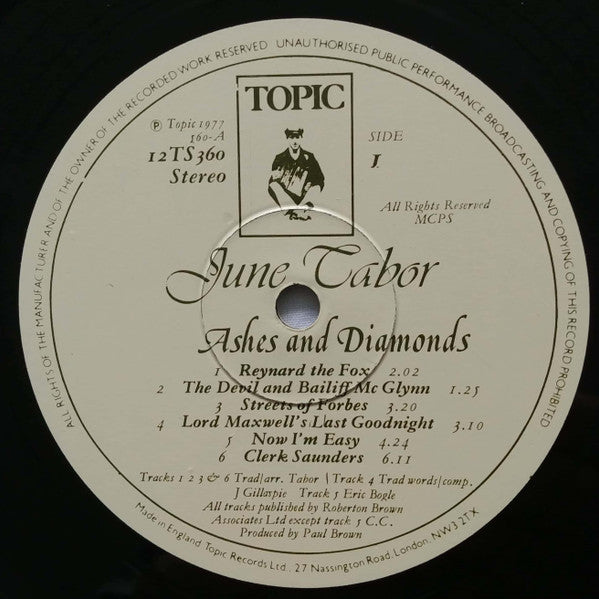 ALL RIGHTS OF THE MANUFACTURER AND OF THE OWNER OF THE RECORDED WORK RESERVED UNAUTHORISED PUBLIC PERFORMANCE BROADCASTING AND COPYING OF THIS RECORD PROHIBITED
TOPIC
℗ Topic 1977
360-A
12TS360
Stereo
SIDE
1
All Rights Reserved
MCPS
June Tabor
Ashes and Diamonds
1 Reynard the Fox 2.02
2 The Devil and Bailiff Mc Glynn 1.25
3 Streets of Forbes 3.20
4 Lord Maxwell's Last Goodnight 3.10
5 Now I'm Easy 4.24
6 Clerk Saunders 6.11
Tracks 1 2 3 & 6 Trad/arr. Tabor \ Track 4 Trad words/comp.
J Gillaspie Track 5 Eric Bogle
All tracks published by Roberton Brown
Associates Ltd except track 5 C.C.
Produced by Paul Brown
Made in England Topic Records Ltd., 27 Nassington Road, London, NW3 2TX